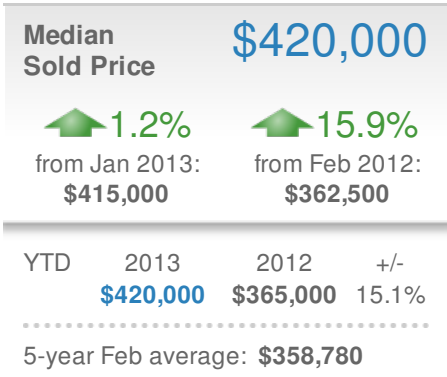 Median $420,000
Sold Price
1.2% 15.9%
from Jan 2013: from Feb 2012:
$415,000 $362,500
YTD 2013 2012 +/-
$420,000 $365,000 15.1%
5-year Feb average: $358,780